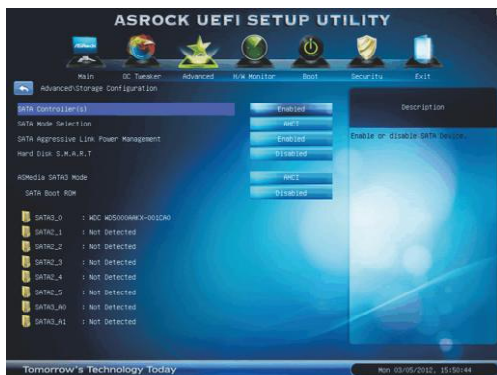 ASROCK UEFI SETUP UTILITY
Main OC Tweaker Advanced H/W Monitor Boot Security Exit
Advanced\Storage Configuration
SATA Controller(s) Enabled
Description
SATA Mode Selection AHCI
SATA Aggressive Link Power Management Enabled
Enable or disable SATA Device.
Hard Disk S.M.A.R.T Disabled
ASMedia SATA3 Mode AHCI
SATA Boot ROM Disabled
SATA3_0 : WDC WD5000AAKX-001CA0
SATA2_1 : Not Detected
SATA2_2 : Not Detected
SATA2_3 : Not Detected
SATA2_4 : Not Detected
SATA2_5 : Not Detected
SATA3_A0 : Not Detected
SATA3_A1 : Not Detected
Tomorrow's Technology Today
Mon 03/05/2012, 15:50:44